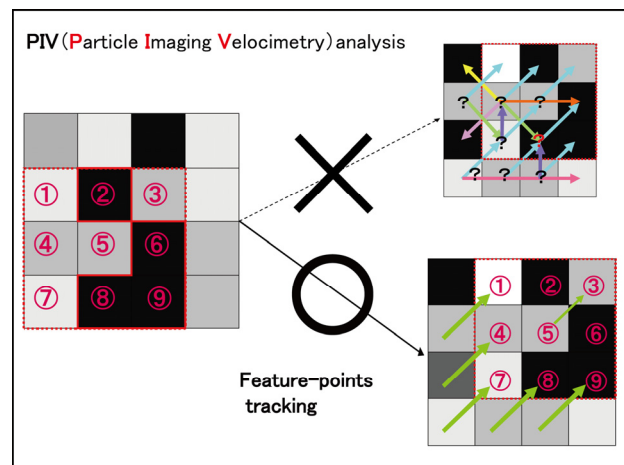 PIV(Particle Imaging Velocimetry)analysis
① ② ③
④ ⑤ ⑥
⑦ ⑧ ⑨
? ? ?
? ?
? ? ?
① ② ③
④ ⑤ ⑥
⑦ ⑧ ⑨
Feature-points
tracking